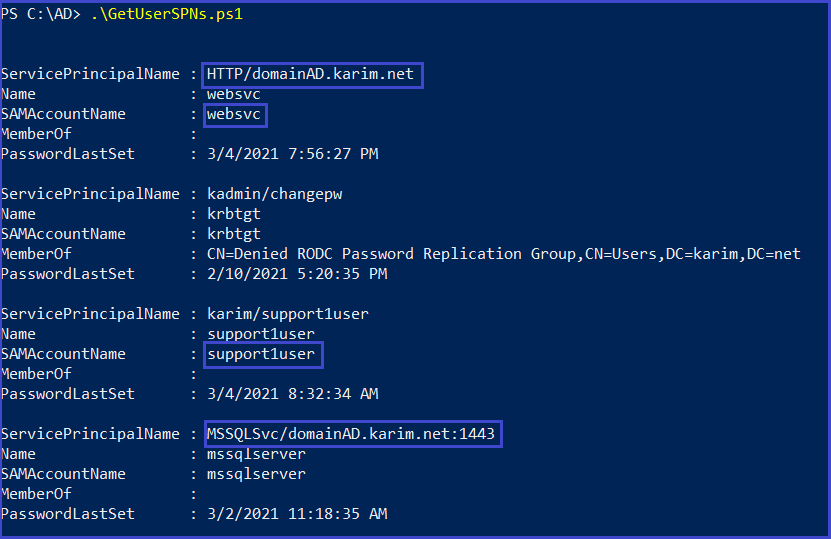 PS C:\AD> .\GetUserSPNs.ps1
ServicePrincipalName : HTTP/domainAD.karim.net
Name : websvc
SAMAccountName : websvc
MemberOf :
PasswordLastSet : 3/4/2021 7:56:27 PM
ServicePrincipalName : kadmin/changepw
Name : krbtgt
SAMAccountName : krbtgt
MemberOf : CN=Denied RODC Password Replication Group,CN=Users,DC=karim,DC=net
PasswordLastSet : 2/10/2021 5:20:35 PM
ServicePrincipalName : karim/support1user
Name : support1user
SAMAccountName : support1user
MemberOf :
PasswordLastSet : 3/4/2021 8:32:34 AM
ServicePrincipalName : MSSQLSvc/domainAD.karim.net:1443
Name : mssqlserver
SAMAccountName : mssqlserver
MemberOf :
PasswordLastSet : 3/2/2021 11:18:35 AM